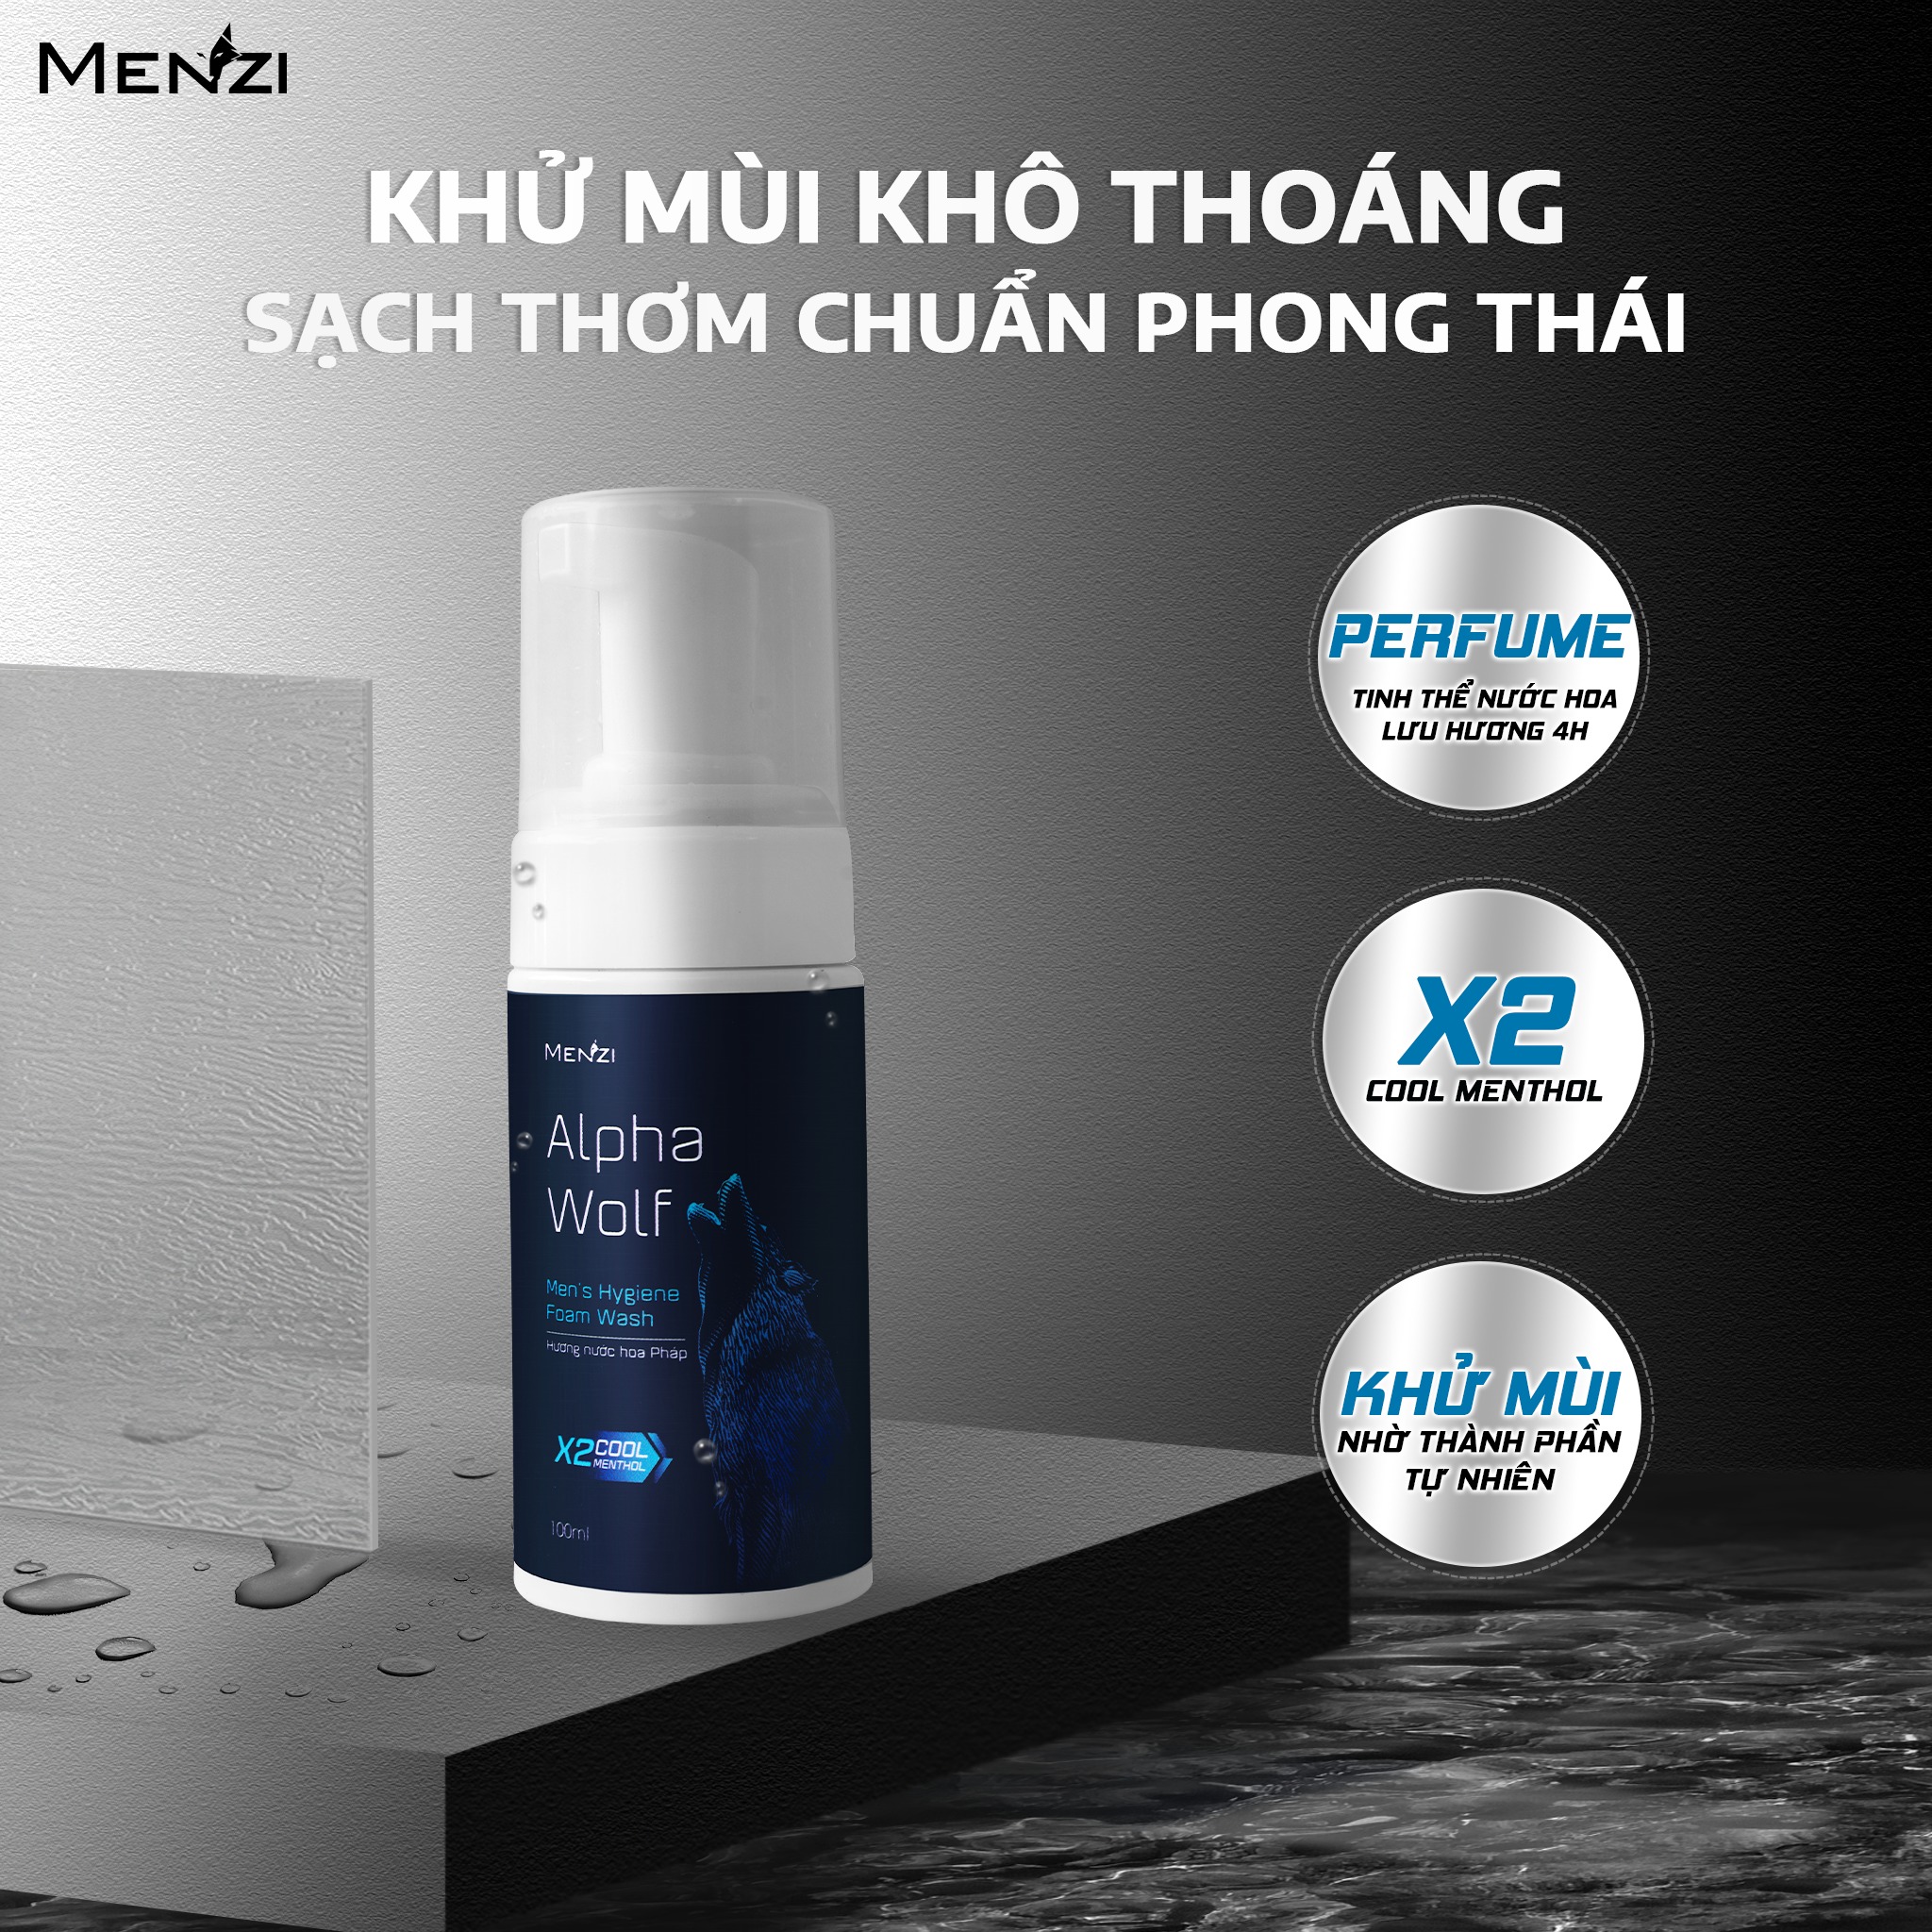 MENZI
KHỬ MÙI KHÔ THOÁNG
SẠCH THƠM CHUẨN PHONG THÁI
PERFUME
TINH THỂ NƯỚC HOA
LƯU HƯƠNG 4H
X2
COOL MENTHOL
KHỬ MÙI
NHỜ THÀNH PHẦN
TỰ NHIÊN
MENZI
Alpha
Wolf
Men's Hygiene
Foam Wash
Hương nước hoa Pháp
X2 COOL
MENTHOL
100ml